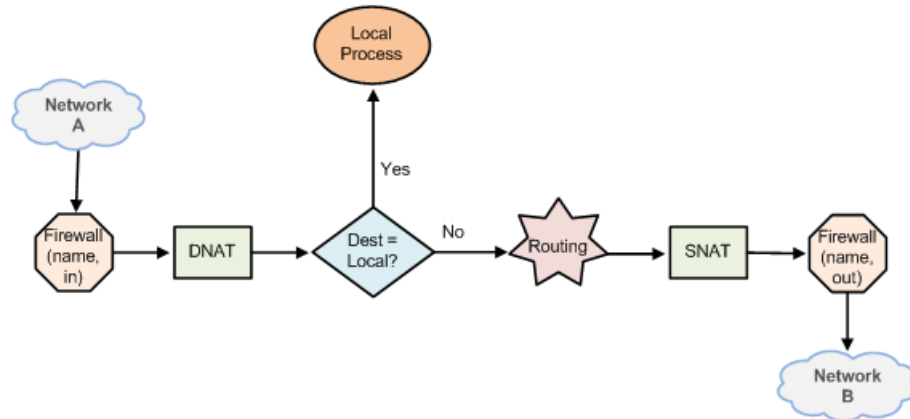 Local
Process
Network
A
Yes
Firewall
(name,
in)
DNAT
Dest =
Local?
No
Routing
SNAT
Firewall
(name,
out)
Network
B